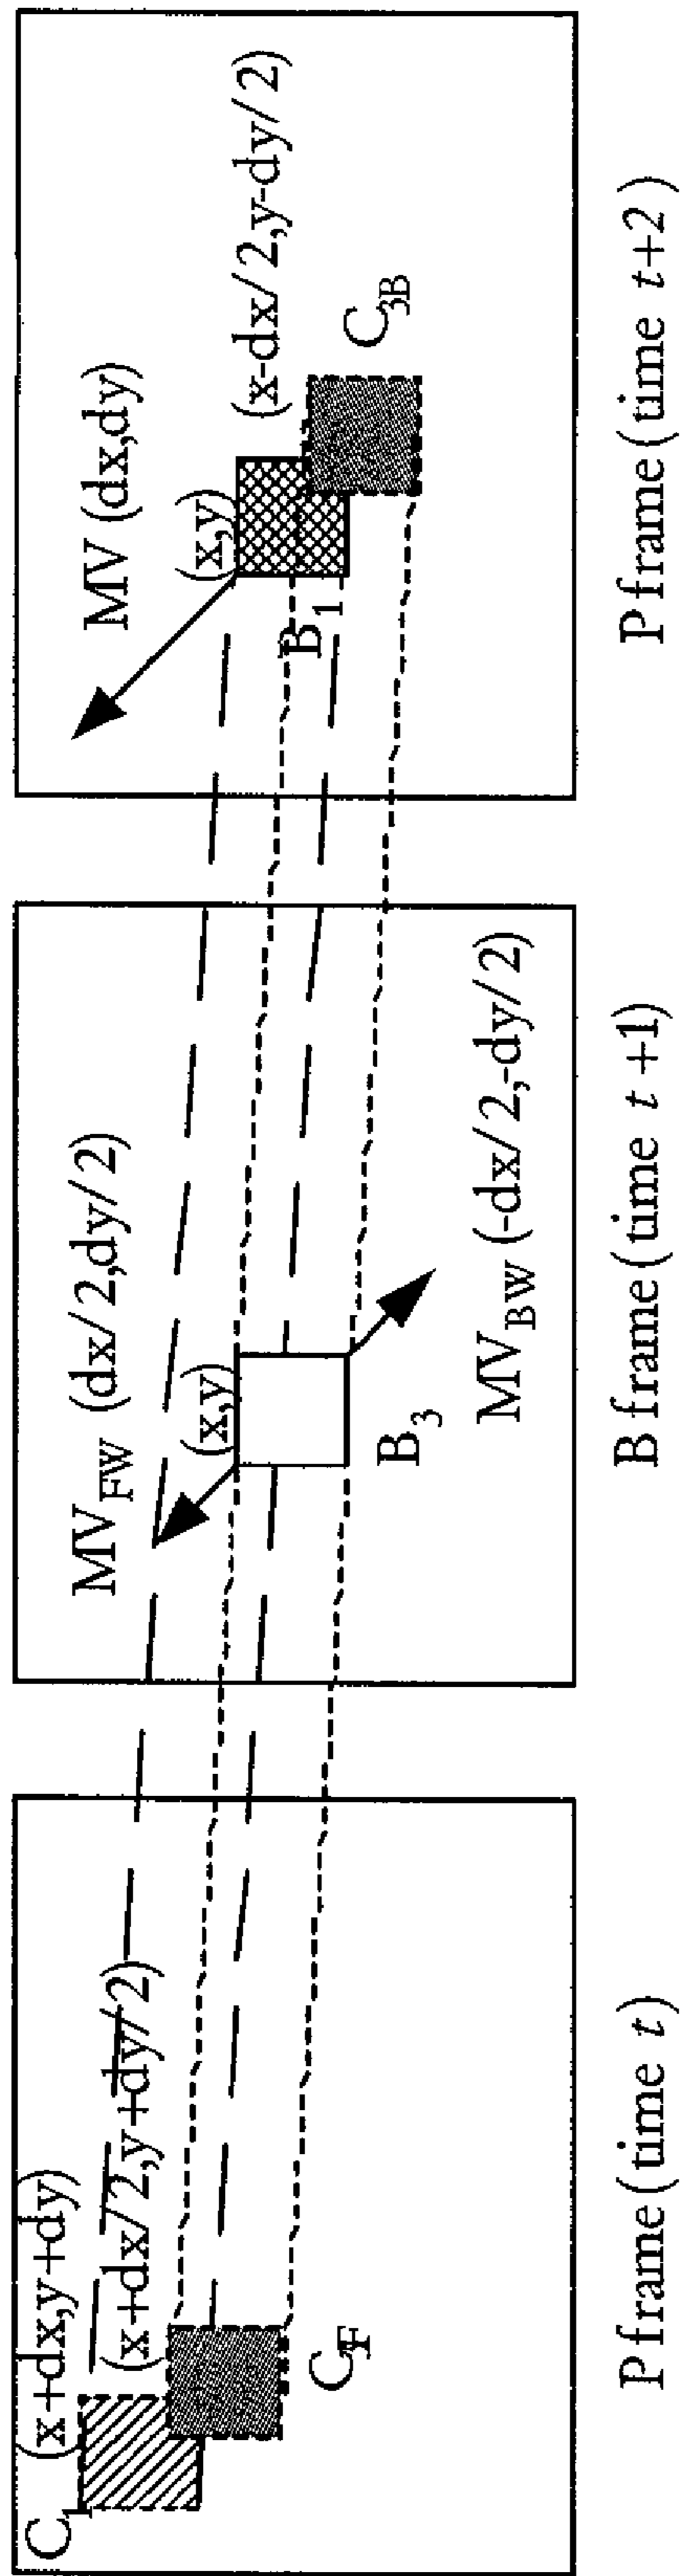 C1
(x+dx,y+dy)
(x+dx/2,y+dy/2)
C3F
P frame (time t)
MVFW (dx/2,dy/2)
(x,y)
B3
MVBW (-dx/2,-dy/2)
B frame (time t +1)
MV (dx,dy)
(x,y)
(x-dx/2,y-dy/2)
B1
C3B
P frame (time t+2)